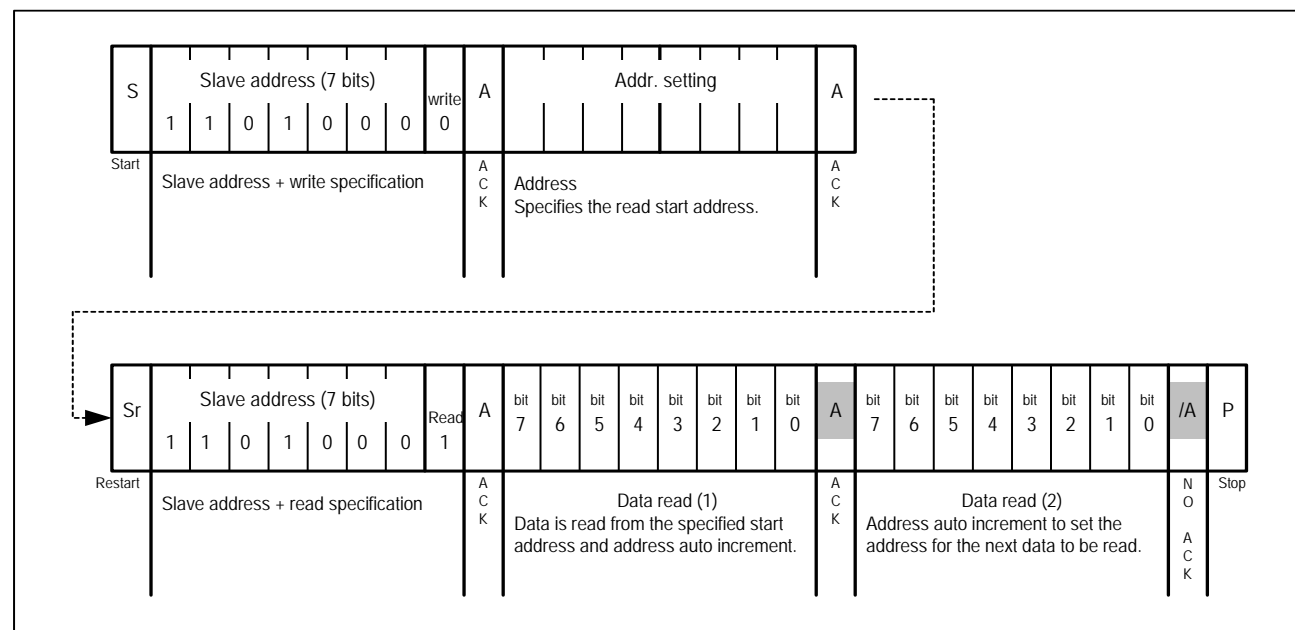 S Slave address (7 bits) write A Addr. setting A
1 1 0 1 0 0 0 0
Start
Slave address + write specification
A C K
Address
Specifies the read start address.
A C K
Sr Slave address (7 bits) Read A bit 7 bit 6 bit 5 bit 4 bit 3 bit 2 bit 1 bit 0 A bit 7 bit 6 bit 5 bit 4 bit 3 bit 2 bit 1 bit 0 /A P
1 1 0 1 0 0 0 1
Restart
Slave address + read specification
A C K
Data read (1)
Data is read from the specified start
address and address auto increment.
A C K
Data read (2)
Address auto increment to set the
address for the next data to be read.
N O A C K
Stop